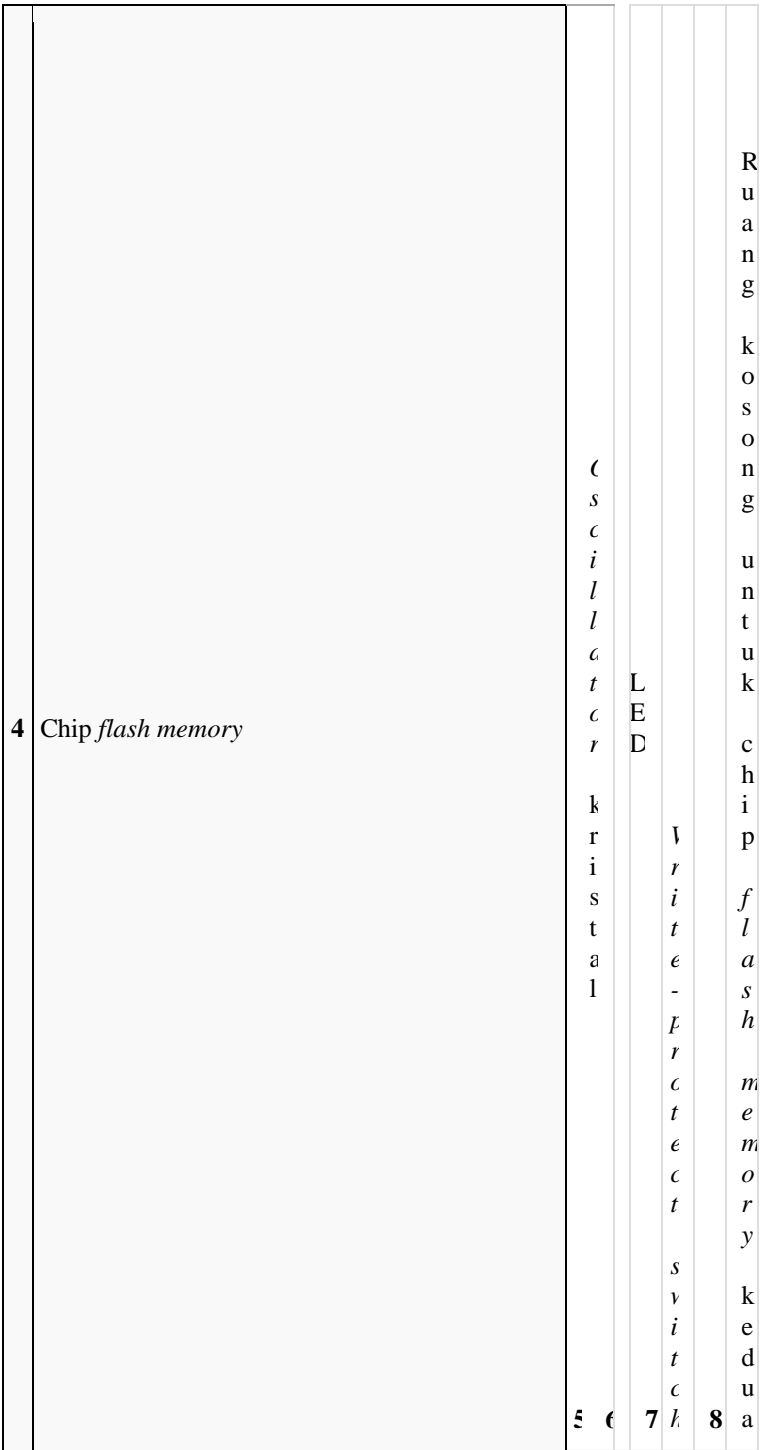 4 Chip flash memory
5 Oscillator kristal
6 LED
7 Write-protect switch
8 Ruang kosong untuk chip flash memory kedua